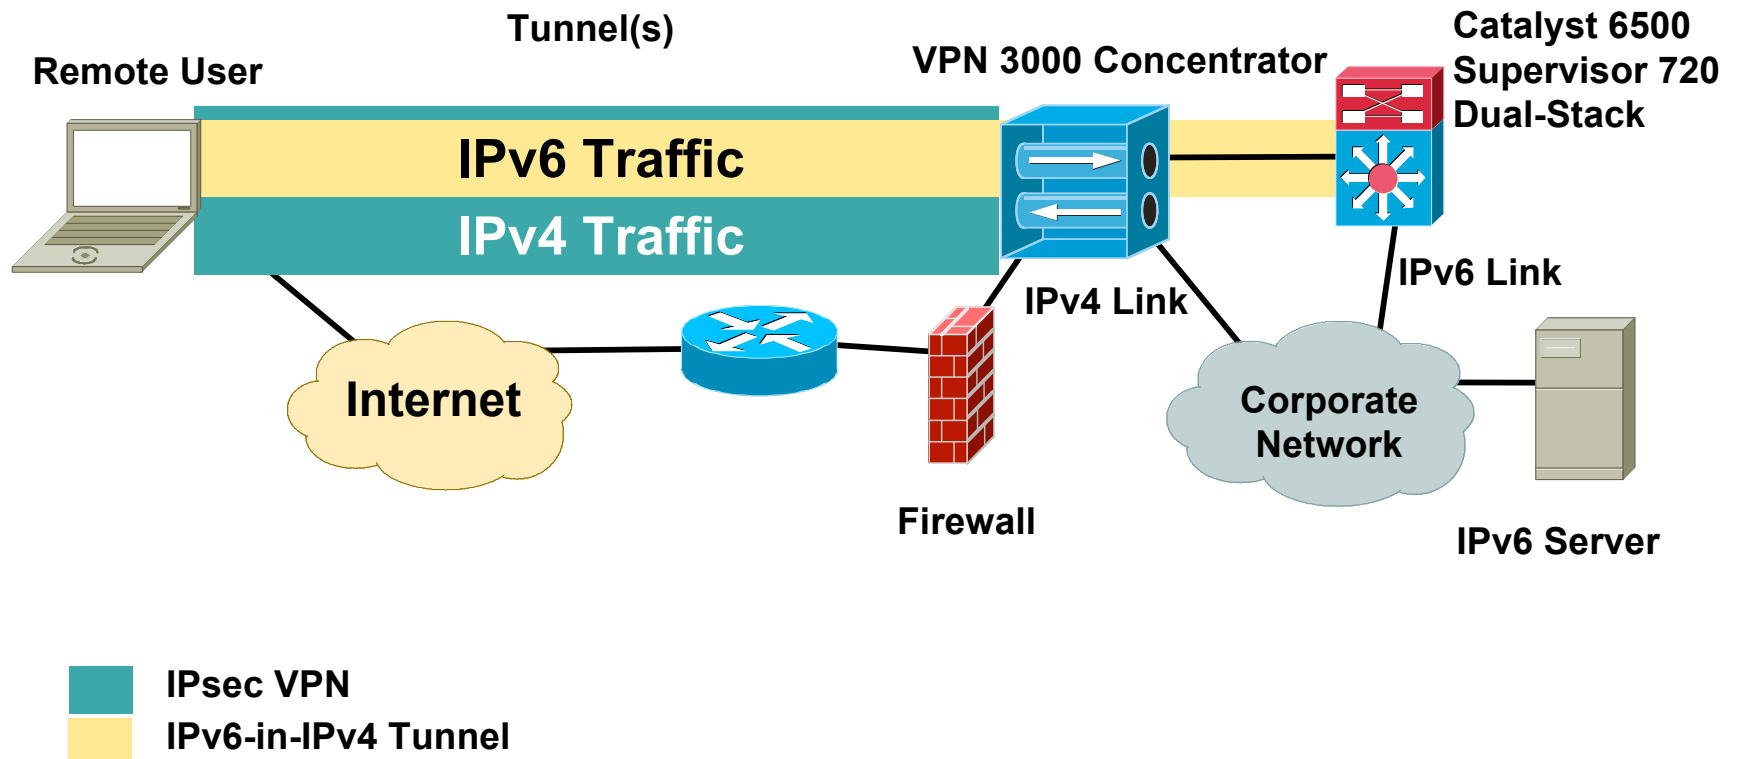 Tunnel(s)
Remote User
VPN 3000 Concentrator
Catalyst 6500
Supervisor 720
Dual-Stack
IPv6 Traffic
IPv4 Traffic
IPv4 Link
IPv6 Link
Internet
Corporate
Network
Firewall
IPv6 Server
IPsec VPN
IPv6-in-IPv4 Tunnel